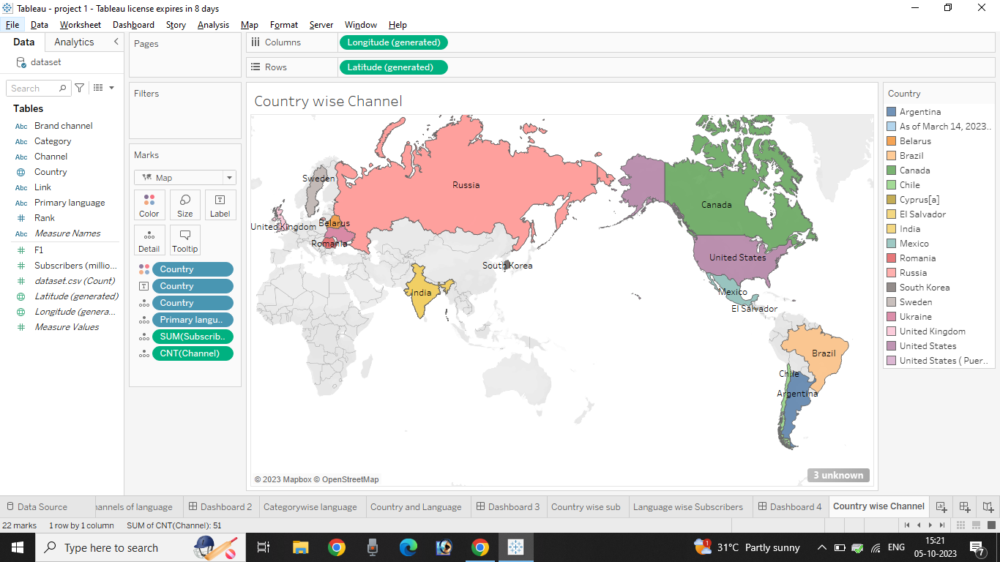 Tableau - project 1 - Tableau license expires in 8 days
File Data Worksheet Dashboard Story Analysis Map Format Server Window Help
Data Analytics
dataset
Search
Tables
Abc Brand channel
Abc Category
Abc Channel
Country
Abc Link
Abc Primary language
# Rank
Abc Measure Names
# F1
# Subscribers (millio...
# dataset.csv (Count)
Latitude (generated)
Longitude (genera...
# Measure Values
Pages
Filters
Marks
Map
Color Size Label
Detail Tooltip
Country
Country
Country
Primary langu..
SUM(Subscrib..
CNT(Channel)
Columns Longitude (generated)
Rows Latitude (generated)
Country wise Channel
Sweden
Russia
Canada
United Kingdom
Belarus
Romania
South Korea
United States
India
Mexico
El Salvador
Brazil
Chile
Argentina
© 2023 Mapbox © OpenStreetMap
3 unknown
Country
Argentina
As of March 14, 2023..
Belarus
Brazil
Canada
Chile
Cyprus[a]
El Salvador
India
Mexico
Romania
Russia
South Korea
Sweden
Ukraine
United Kingdom
United States
United States ( Puer..
Data Source hannels of language Dashboard 2 Categorywise language Country and Language Dashboard 3 Country wise sub Language wise Subscribers Dashboard 4 Country wise Channel
22 marks 1 row by 1 column SUM of CNT(Channel): 51
Type here to search
1 31°C Partly sunny ENG 15:21
05-10-2023 7